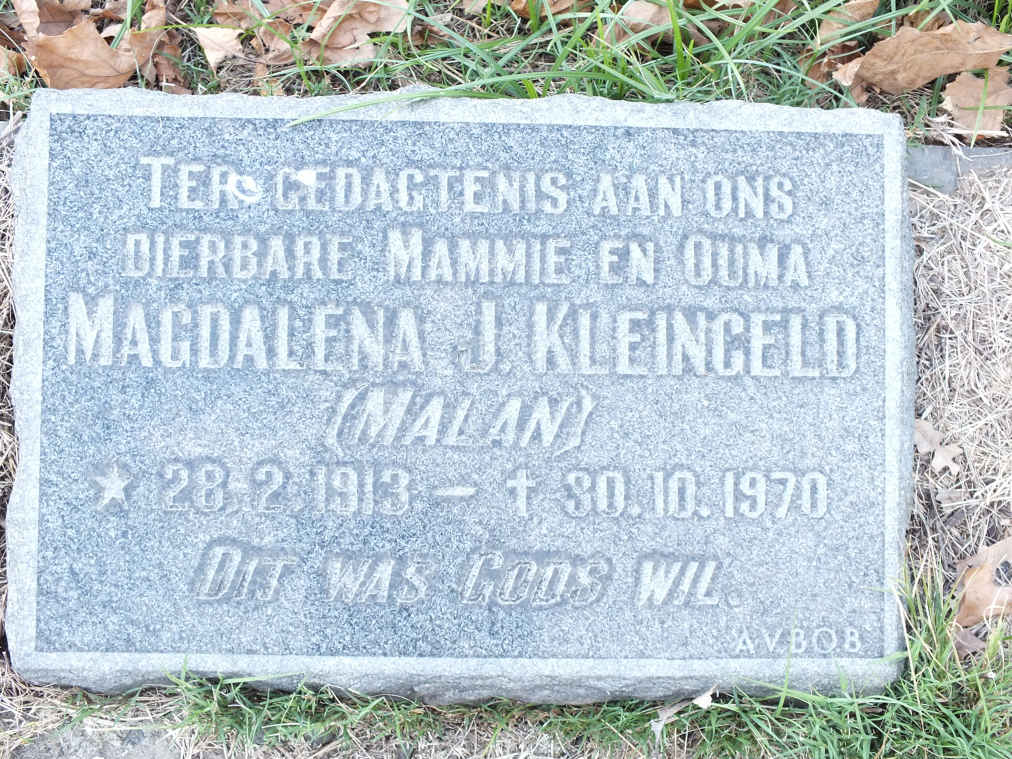 TER GEDAGTENIS AAN ONS
DIERBARE MAMMIE EN OUMA
MAGDALENA J. KLEINGELD
(MALAN)
★ 28-2-1913 — † 30.10.1970
DIT WAS GODS WIL.
AVBOB